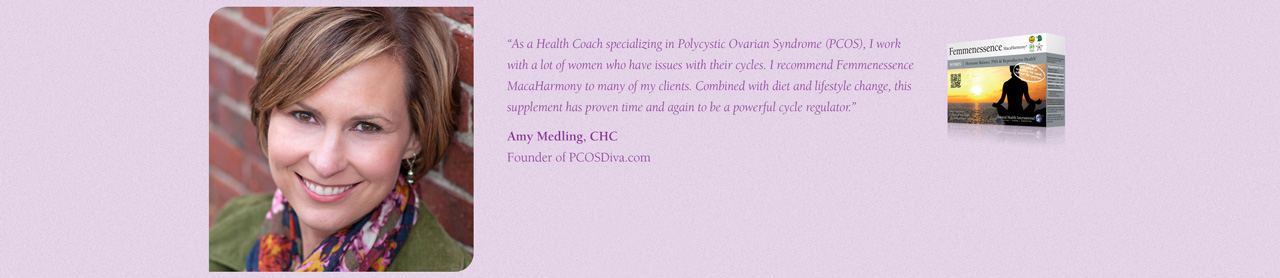 “As a Health Coach specializing in Polycystic Ovarian Syndrome (PCOS), I work
with a lot of women who have issues with their cycles. I recommend Femmenessence
MacaHarmony to many of my clients. Combined with diet and lifestyle change, this
supplement has proven time and again to be a powerful cycle regulator.”
Amy Medling, CHC
Founder of PCOSDiva.com
Femmenessence MacaHarmony